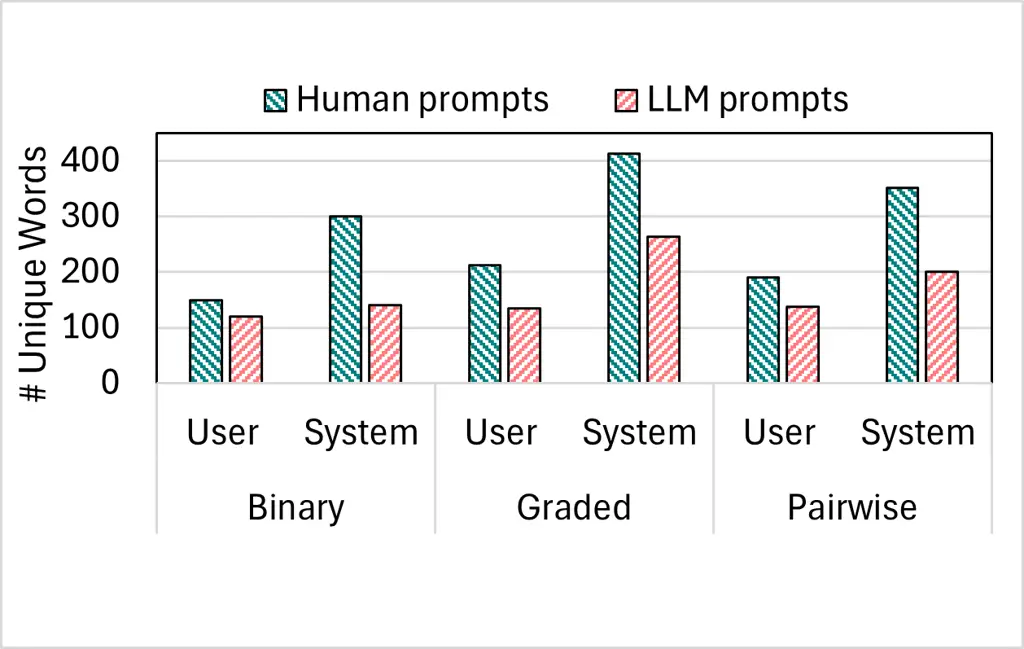 Human prompts LLM prompts
# Unique Words
400
300
200
100
0
User System User System User System
Binary Graded Pairwise